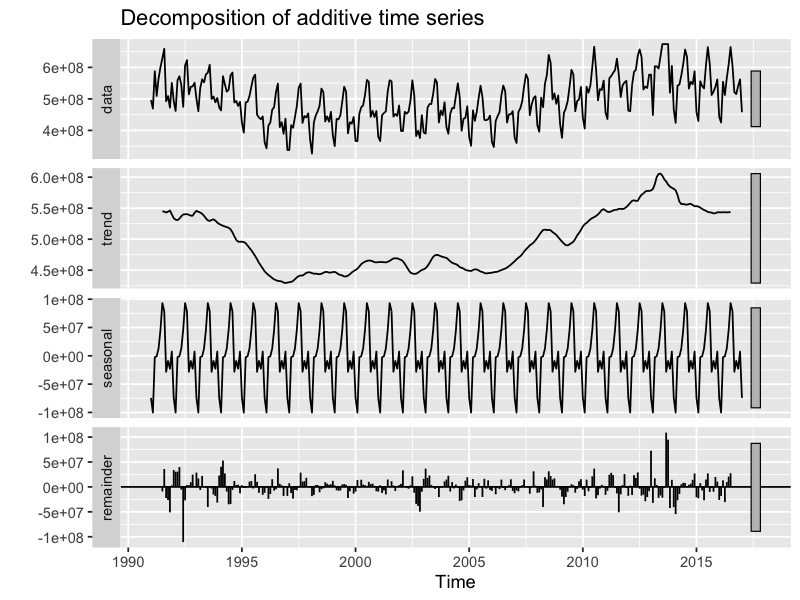 Decomposition of additive time series
data
6e+08
5e+08
4e+08
trend
6.0e+08
5.5e+08
5.0e+08
4.5e+08
seasonal
1e+08
5e+07
0e+00
-5e+07
-1e+08
remainder
1e+08
5e+07
0e+00
-5e+07
-1e+08
1990 1995 2000 2005 2010 2015
Time